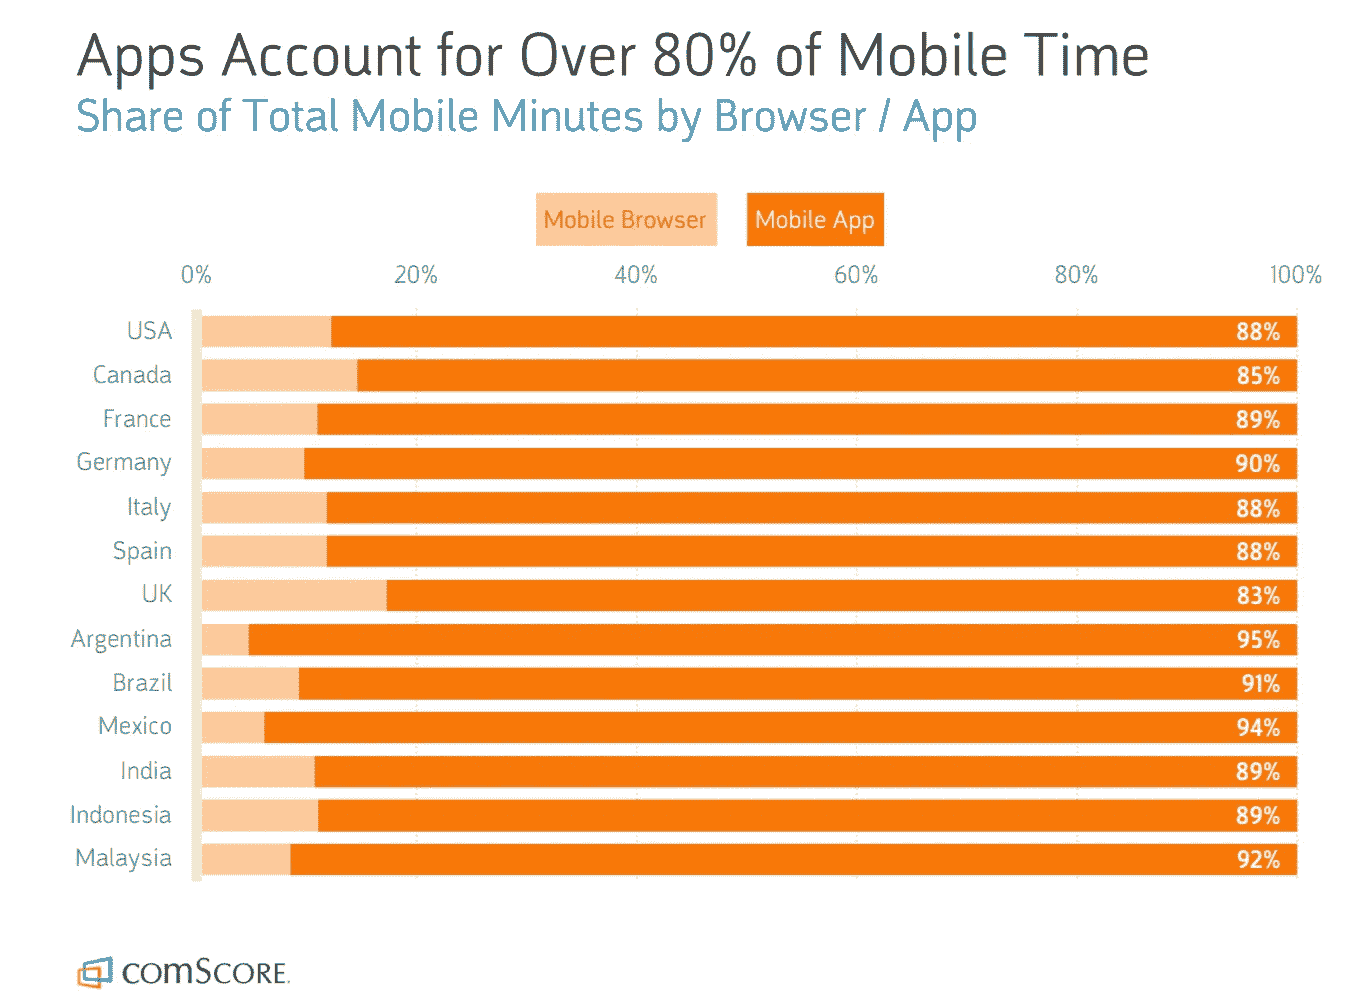 Apps Account for Over 80% of Mobile Time
Share of Total Mobile Minutes by Browser / App
Mobile Browser Mobile App
0% 20% 40% 60% 80% 100%
USA 88%
Canada 85%
France 89%
Germany 90%
Italy 88%
Spain 88%
UK 83%
Argentina 95%
Brazil 91%
Mexico 94%
India 89%
Indonesia 89%
Malaysia 92%
comSCORE.